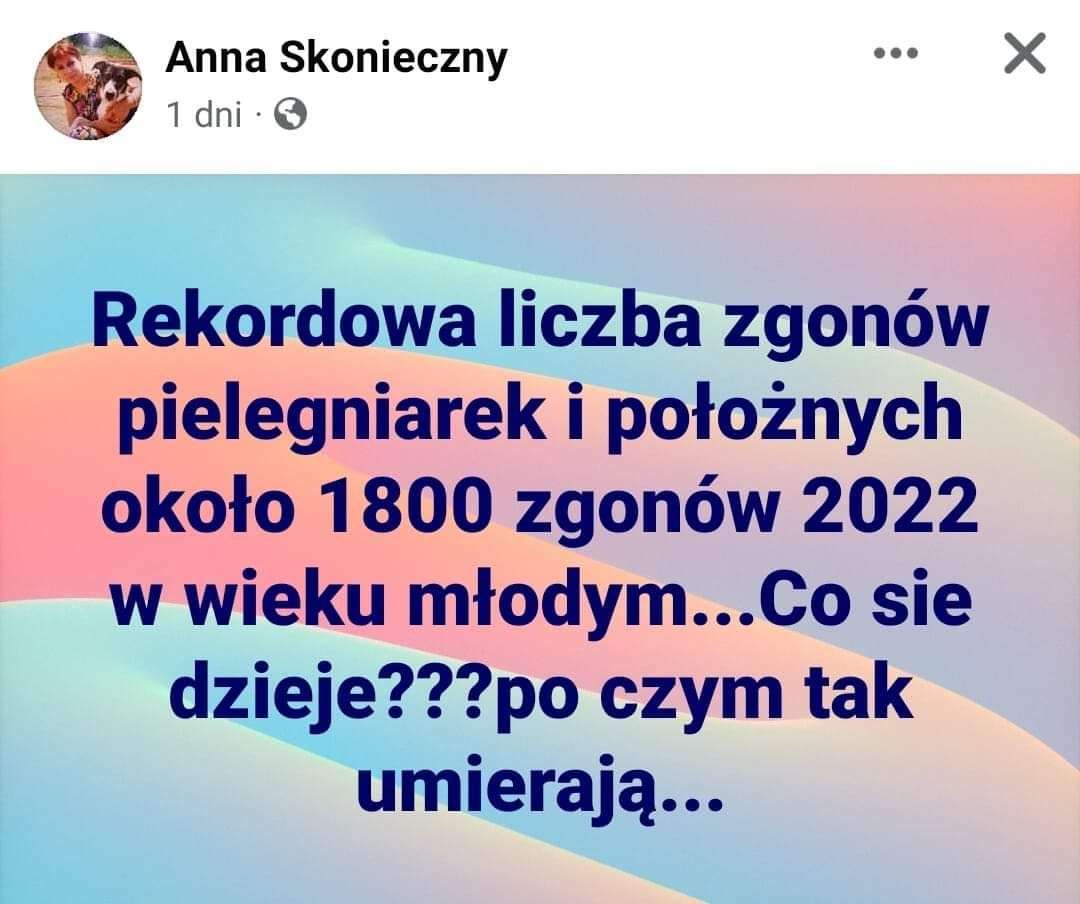 Anna Skonieczny
1 dni ·
Rekordowa liczba zgonów
pielegniarek i położnych
około 1800 zgonów 2022
w wieku młodym...Co sie
dzieje???po czym tak
umierają...